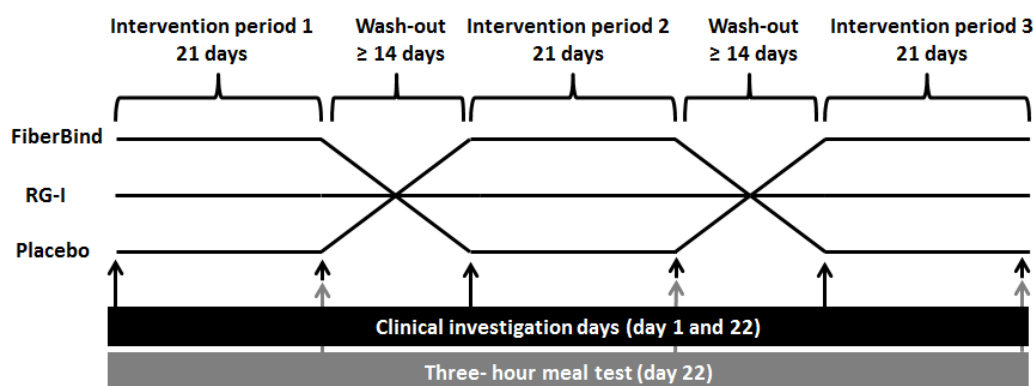 Intervention period 1
21 days
Wash-out
≥ 14 days
Intervention period 2
21 days
Wash-out
≥ 14 days
Intervention period 3
21 days
FiberBind
RG-I
Placebo
Clinical investigation days (day 1 and 22)
Three- hour meal test (day 22)